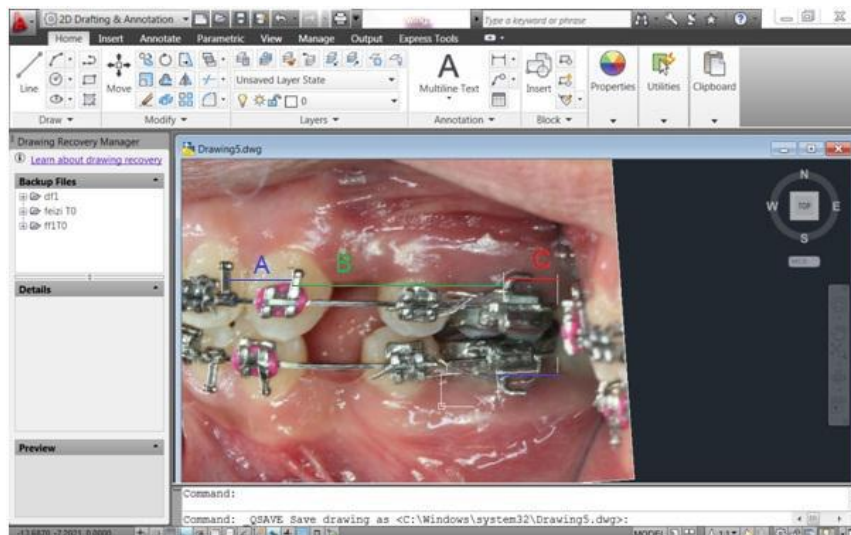 2D Drafting & Annotation
Type a keyword or phrase
Home Insert Annotate Parametric View Manage Output Express Tools
Line
Move
Unsaved Layer State
0
Multiline Text
Insert
Properties
Utilities
Clipboard
Draw
Modify
Layers
Annotation
Block
Drawing Recovery Manager
Learn about drawing recovery
Backup Files
df1
feizi T0
ff1T0
Details
Preview
Drawing5.dwg
A B C
N
W TOP E
S
Command:
Command: _QSAVE Save drawing as <C:\Windows\system32\Drawing5.dwg>:
MODEL
1:1